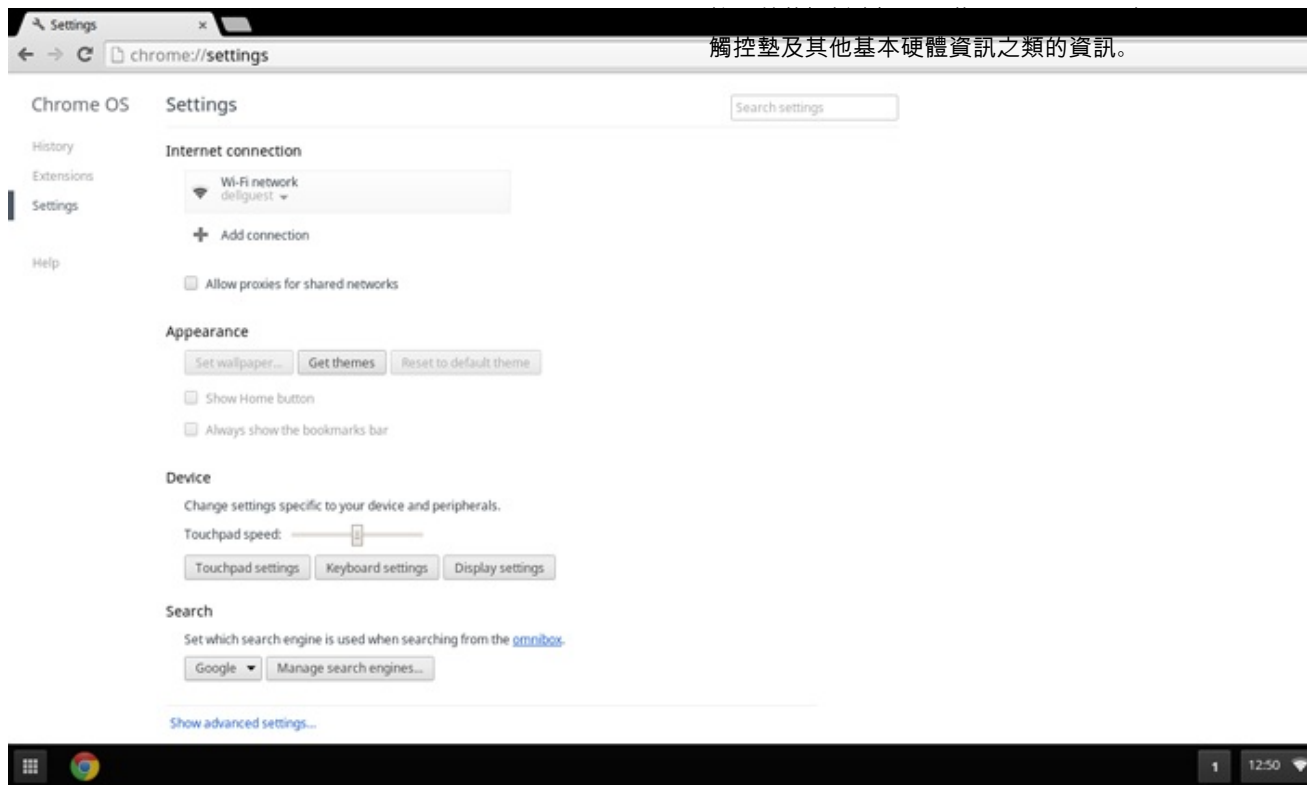 觸控墊及其他基本硬體資訊之類的資訊。
Settings
chrome://settings
Chrome OS
Settings
Search settings
History
Extensions
Settings
Help
Internet connection
Wi-Fi network
dellguest
Add connection
Allow proxies for shared networks
Appearance
Set wallpaper...
Get themes
Reset to default theme
Show Home button
Always show the bookmarks bar
Device
Change settings specific to your device and peripherals.
Touchpad speed:
Touchpad settings
Keyboard settings
Display settings
Search
Set which search engine is used when searching from the omnibox.
Google
Manage search engines...
Show advanced settings...
1
12:50